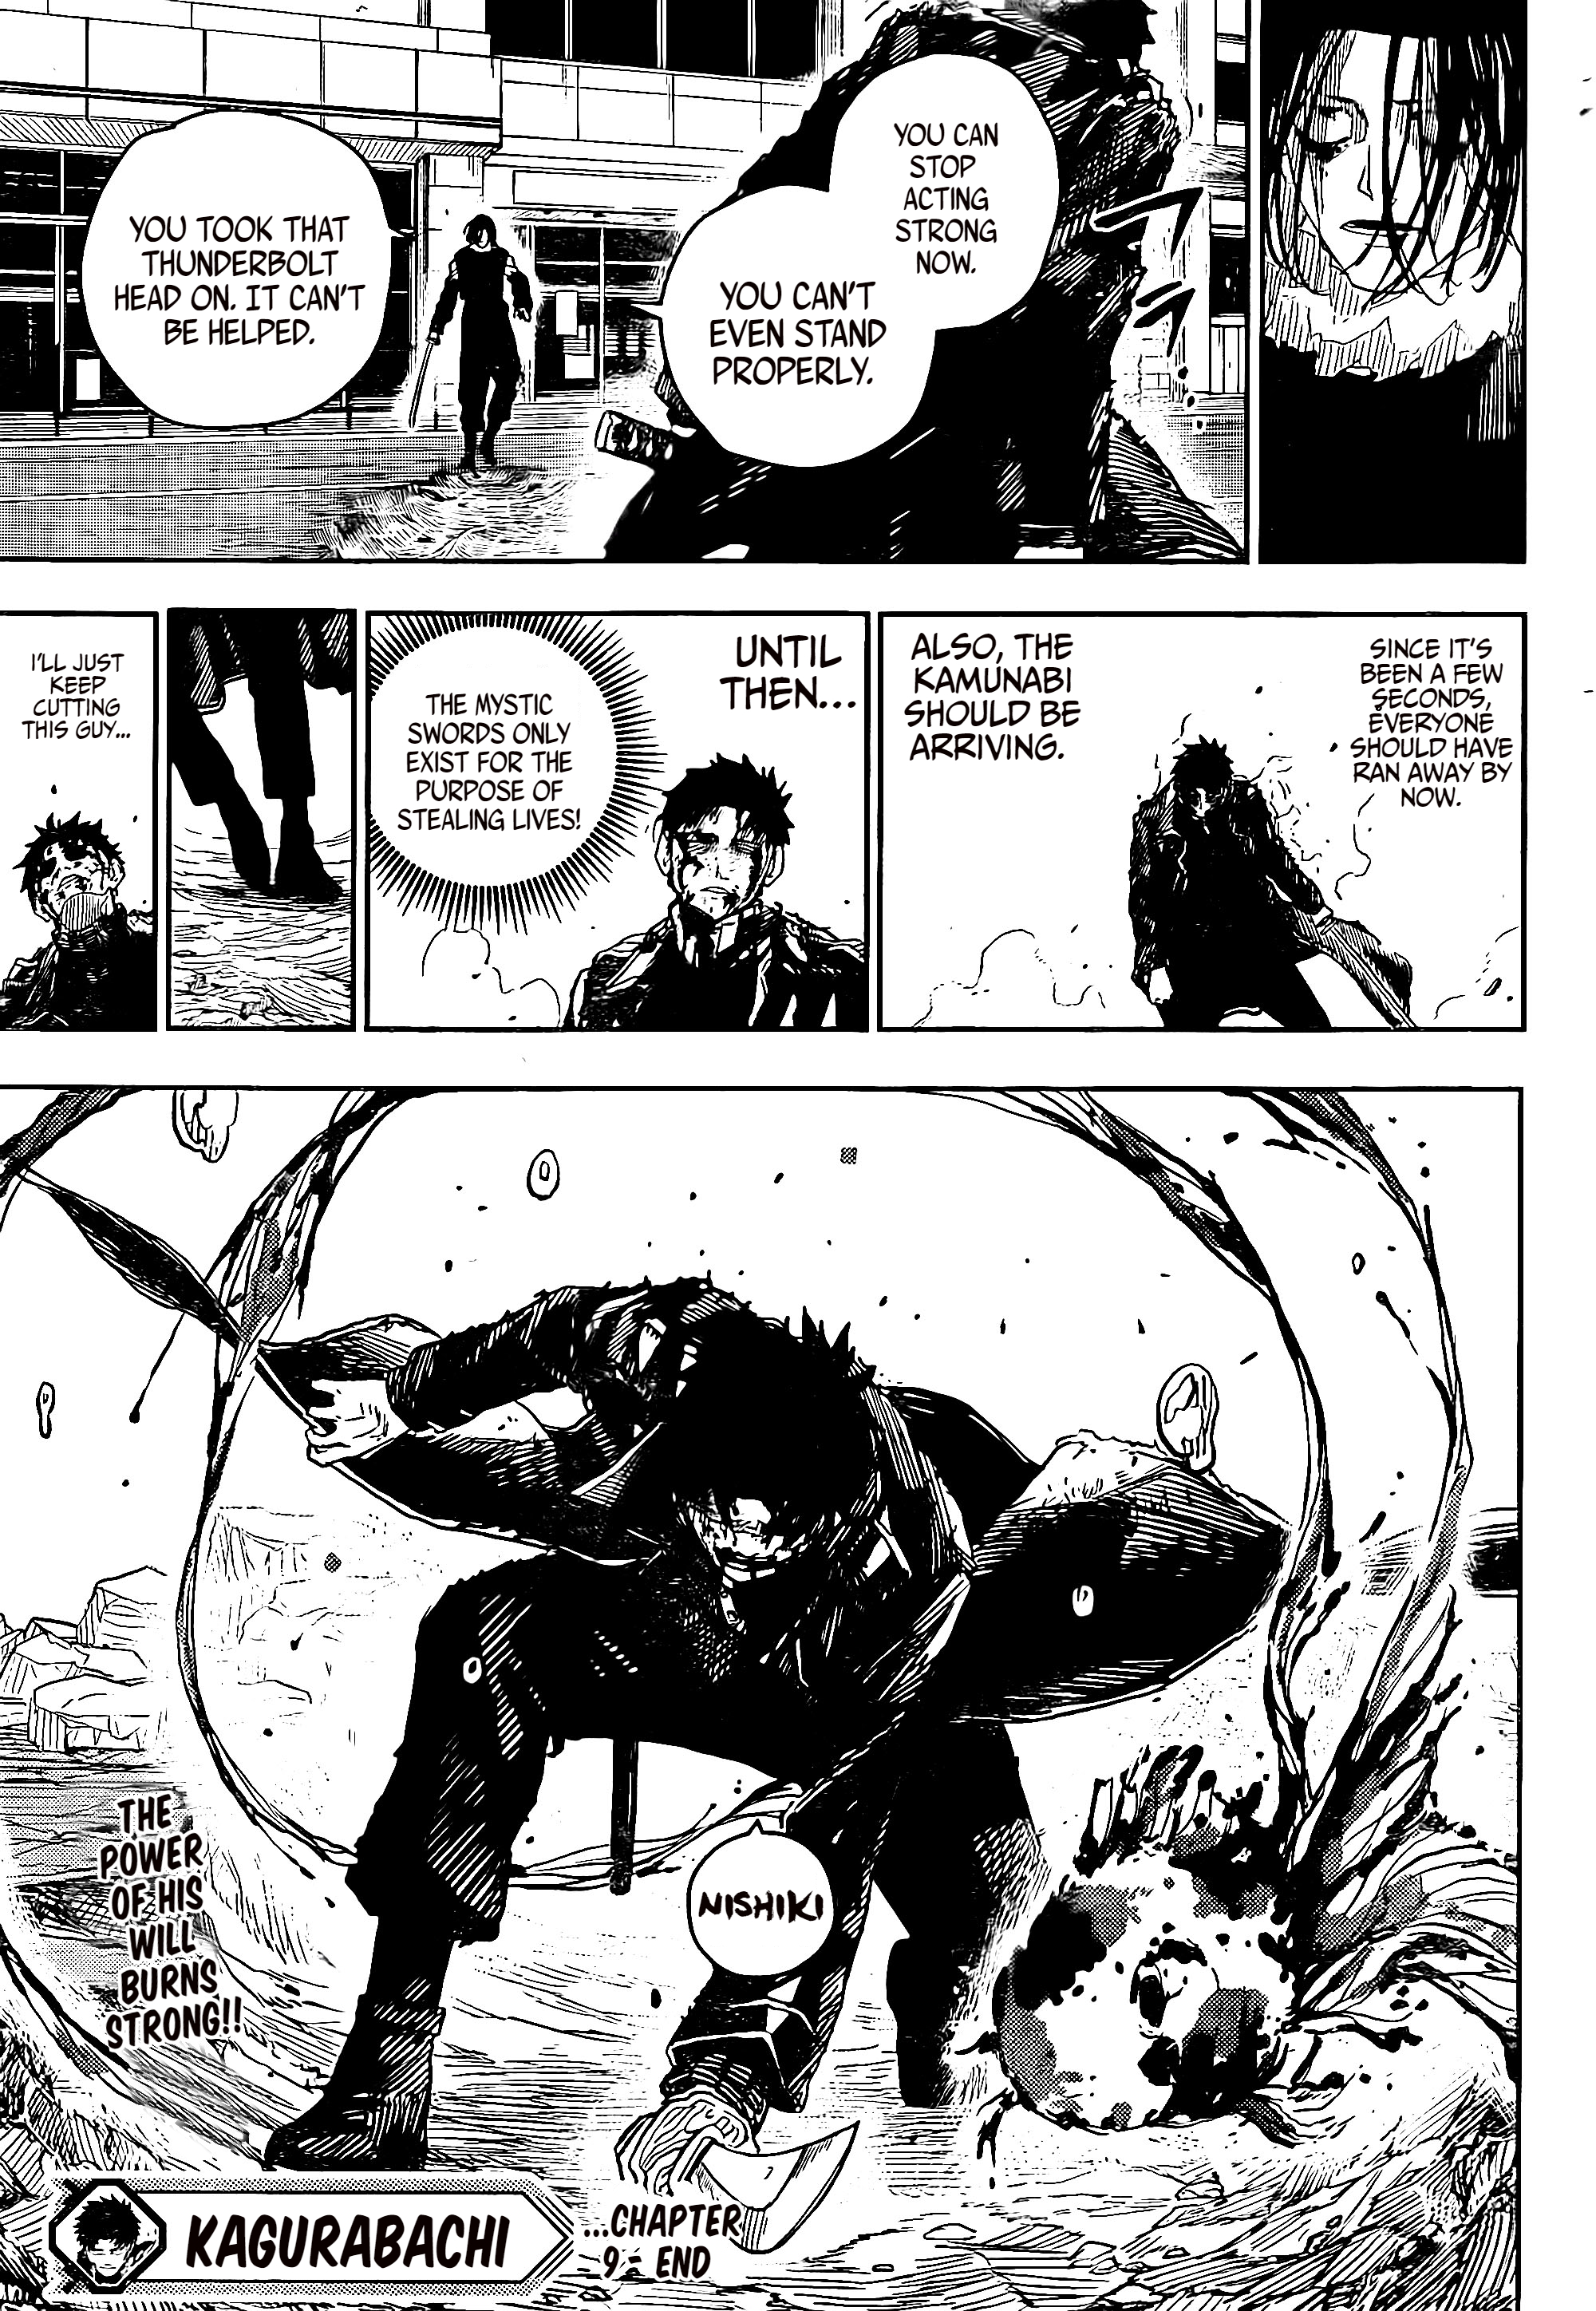 YOU CAN
STOP
ACTING
STRONG
NOW.
YOU CAN'T
EVEN STAND
PROPERLY.
YOU TOOK THAT
THUNDERBOLT
HEAD ON. IT CAN'T
BE HELPED.
SINCE IT'S
BEEN A FEW
SECONDS,
EVERYONE
SHOULD HAVE
RAN AWAY BY
NOW.
ALSO, THE
KAMUNABI
SHOULD BE
ARRIVING.
UNTIL
THEN...
THE MYSTIC
SWORDS ONLY
EXIST FOR THE
PURPOSE OF
STEALING LIVES!
I'LL JUST
KEEP
CUTTING
THIS GUY...
NISHIKI
THE
POWER
OF HIS
WILL
BURNS
STRONG!!
KAGURABACHI
...CHAPTER
9 - END